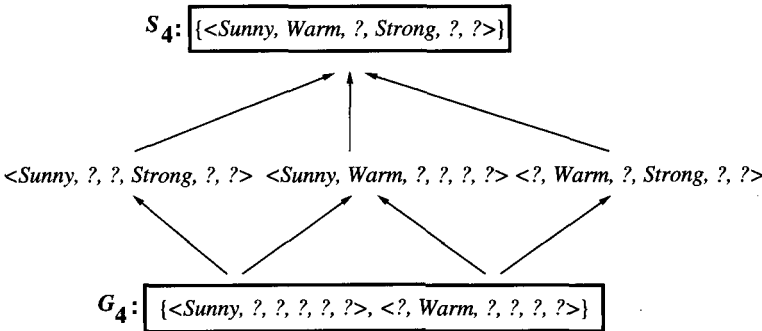 S4: {<Sunny, Warm, ?, Strong, ?, ?>}
<Sunny, ?, ?, Strong, ?, ?> <Sunny, Warm, ?, ?, ?, ?> <?, Warm, ?, Strong, ?, ?>
G4: {<Sunny, ?, ?, ?, ?, ?>, <?, Warm, ?, ?, ?, ?>}